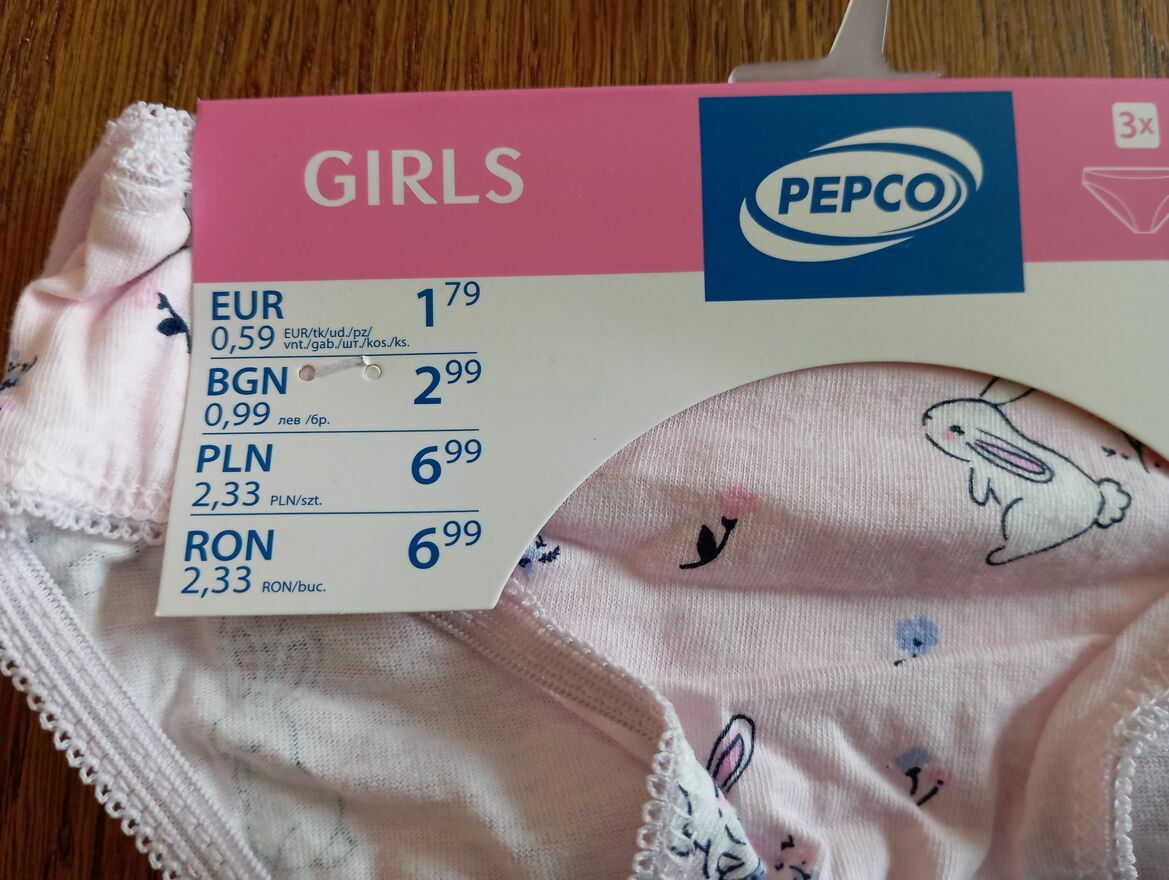 GIRLS
PEPCO
3x
EUR 1 79
0,59 EUR/tk/ud./pz/
vnt./gab./шт./kos./ks.
BGN 2 99
0,99 лев /бр.
PLN 6 99
2,33 PLN/szt.
RON 6 99
2,33 RON/buc.